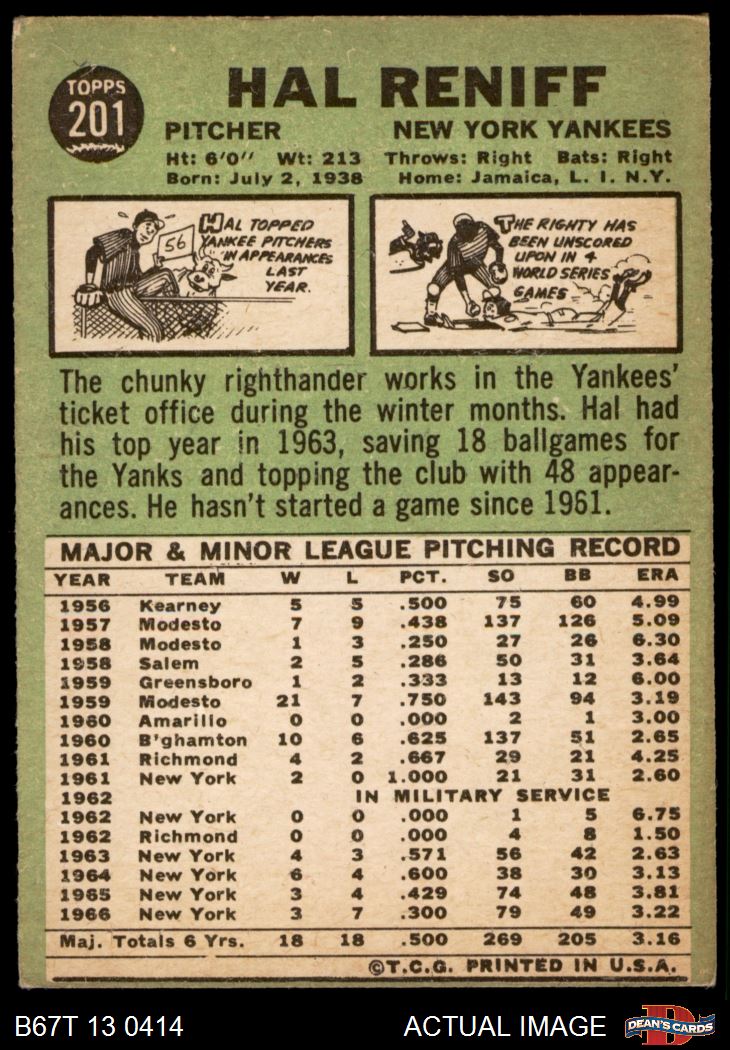 TOPPS
201
HAL RENIFF
PITCHER NEW YORK YANKEES
Ht: 6'0" Wt: 213 Throws: Right Bats: Right
Born: July 2, 1938 Home: Jamaica, L. I. N.Y.
56
HAL TOPPED
YANKEE PITCHERS
IN APPEARANCES
LAST
YEAR.
THE RIGHTY HAS
BEEN UNSCORED
UPON IN 4
WORLD SERIES
GAMES
The chunky righthander works in the Yankees'
ticket office during the winter months. Hal had
his top year in 1963, saving 18 ballgames for
the Yanks and topping the club with 48 appear-
ances. He hasn't started a game since 1961.
MAJOR & MINOR LEAGUE PITCHING RECORD
YEAR TEAM W L PCT. SO BB ERA
1956 Kearney 5 5 .500 75 60 4.99
1957 Modesto 7 9 .438 137 126 5.09
1958 Modesto 1 3 .250 27 26 6.30
1958 Salem 2 5 .286 50 31 3.64
1959 Greensboro 1 2 .333 13 12 6.00
1959 Modesto 21 7 .750 143 94 3.19
1960 Amarillo 0 0 .000 2 1 3.00
1960 B'ghamton 10 6 .625 137 51 2.65
1961 Richmond 4 2 .667 29 21 4.25
1961 New York 2 0 1.000 21 31 2.60
1962 IN MILITARY SERVICE
1962 New York 0 0 .000 1 5 6.75
1962 Richmond 0 0 .000 4 8 1.50
1963 New York 4 3 .571 56 42 2.63
1964 New York 6 4 .600 38 30 3.13
1965 New York 3 4 .429 74 48 3.81
1966 New York 3 7 .300 79 49 3.22
Maj. Totals 6 Yrs. 18 18 .500 269 205 3.16
©T.C.G. PRINTED IN U.S.A.
B67T 13 0414 ACTUAL IMAGE
D
DEAN'S CARDS